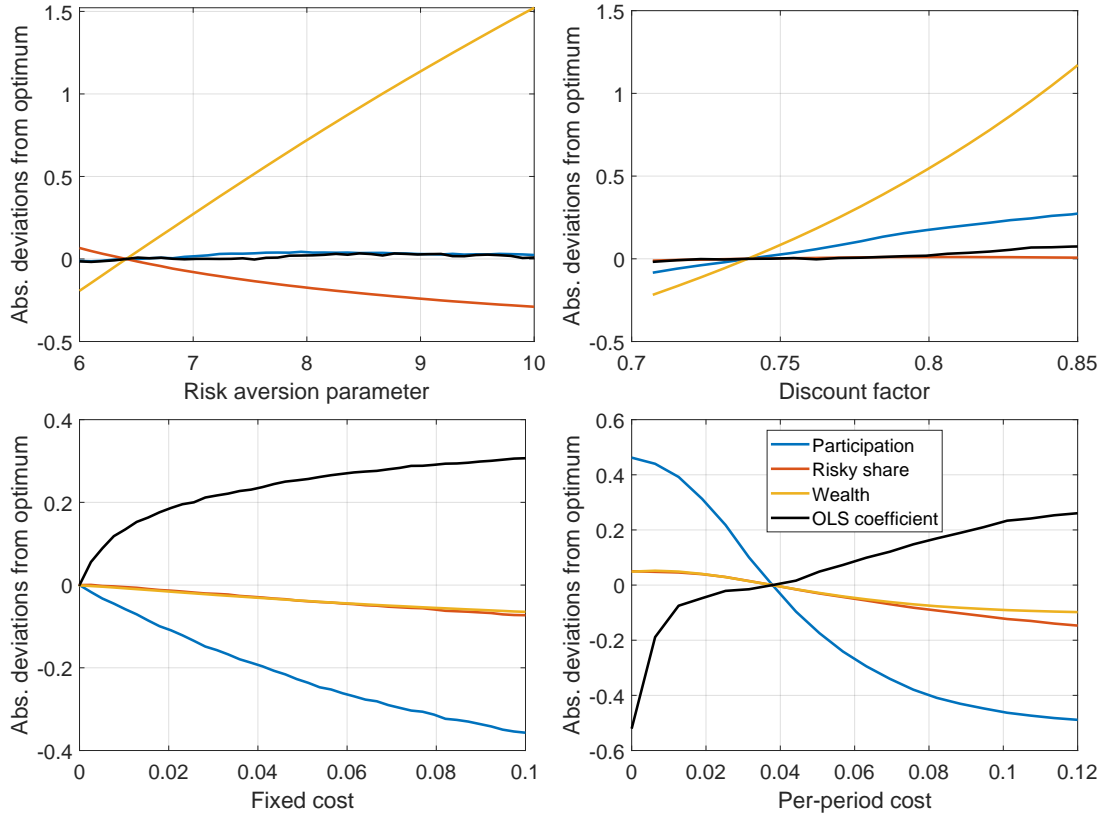 Abs. deviations from optimum
1.5
1
0.5
0
-0.5
6 7 8 9 10
Risk aversion parameter
Abs. deviations from optimum
1.5
1
0.5
0
-0.5
0.7 0.75 0.8 0.85
Discount factor
Abs. deviations from optimum
0.4
0.2
0
-0.2
-0.4
0 0.02 0.04 0.06 0.08 0.1
Fixed cost
Abs. deviations from optimum
0.6
0.4
0.2
0
-0.2
-0.4
-0.6
Participation
Risky share
Wealth
OLS coefficient
0 0.02 0.04 0.06 0.08 0.1 0.12
Per-period cost